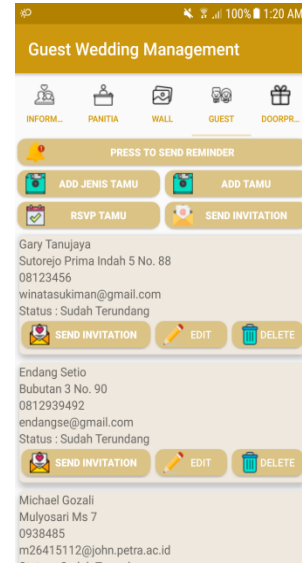 100% 1:20 AM
Guest Wedding Management
INFORM... PANITIA WALL GUEST DOORPR...
PRESS TO SEND REMINDER
ADD JENIS TAMU ADD TAMU
RSVP TAMU SEND INVITATION
Gary Tanujaya
Sutorejo Prima Indah 5 No. 88
08123456
winatasukiman@gmail.com
Status : Sudah Terundang
SEND INVITATION EDIT DELETE
Endang Setio
Bubutan 3 No. 90
0812939492
endangse@gmail.com
Status : Sudah Terundang
SEND INVITATION EDIT DELETE
Michael Gozali
Mulyosari Ms 7
0938485
m26415112@john.petra.ac.id